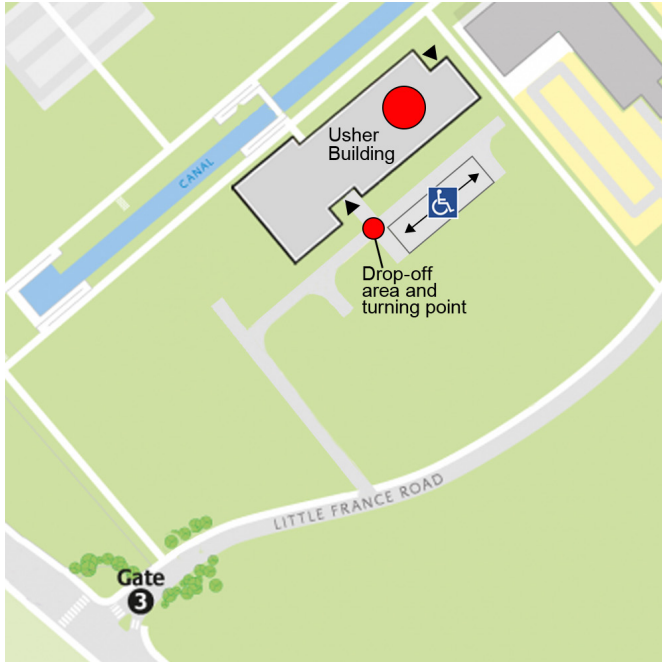 CANAL
Usher
Building
Drop-off
area and
turning point
LITTLE FRANCE ROAD
Gate
3